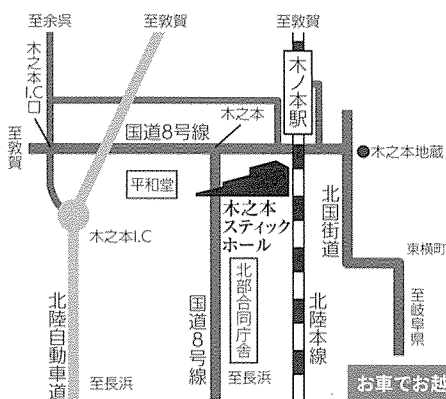 至余呉
至敦賀
至敦賀
木之本
I.C口
木ノ本駅
木之本
国道8号線
至敦賀
木之本地蔵
平和堂
木之本
スティック
ホール
北国街道
木之本I.C
東横町
北部合同庁舎
北陸自動車道
国道8号線
北陸本線
至岐阜県
至長浜
至長浜
お車でお越